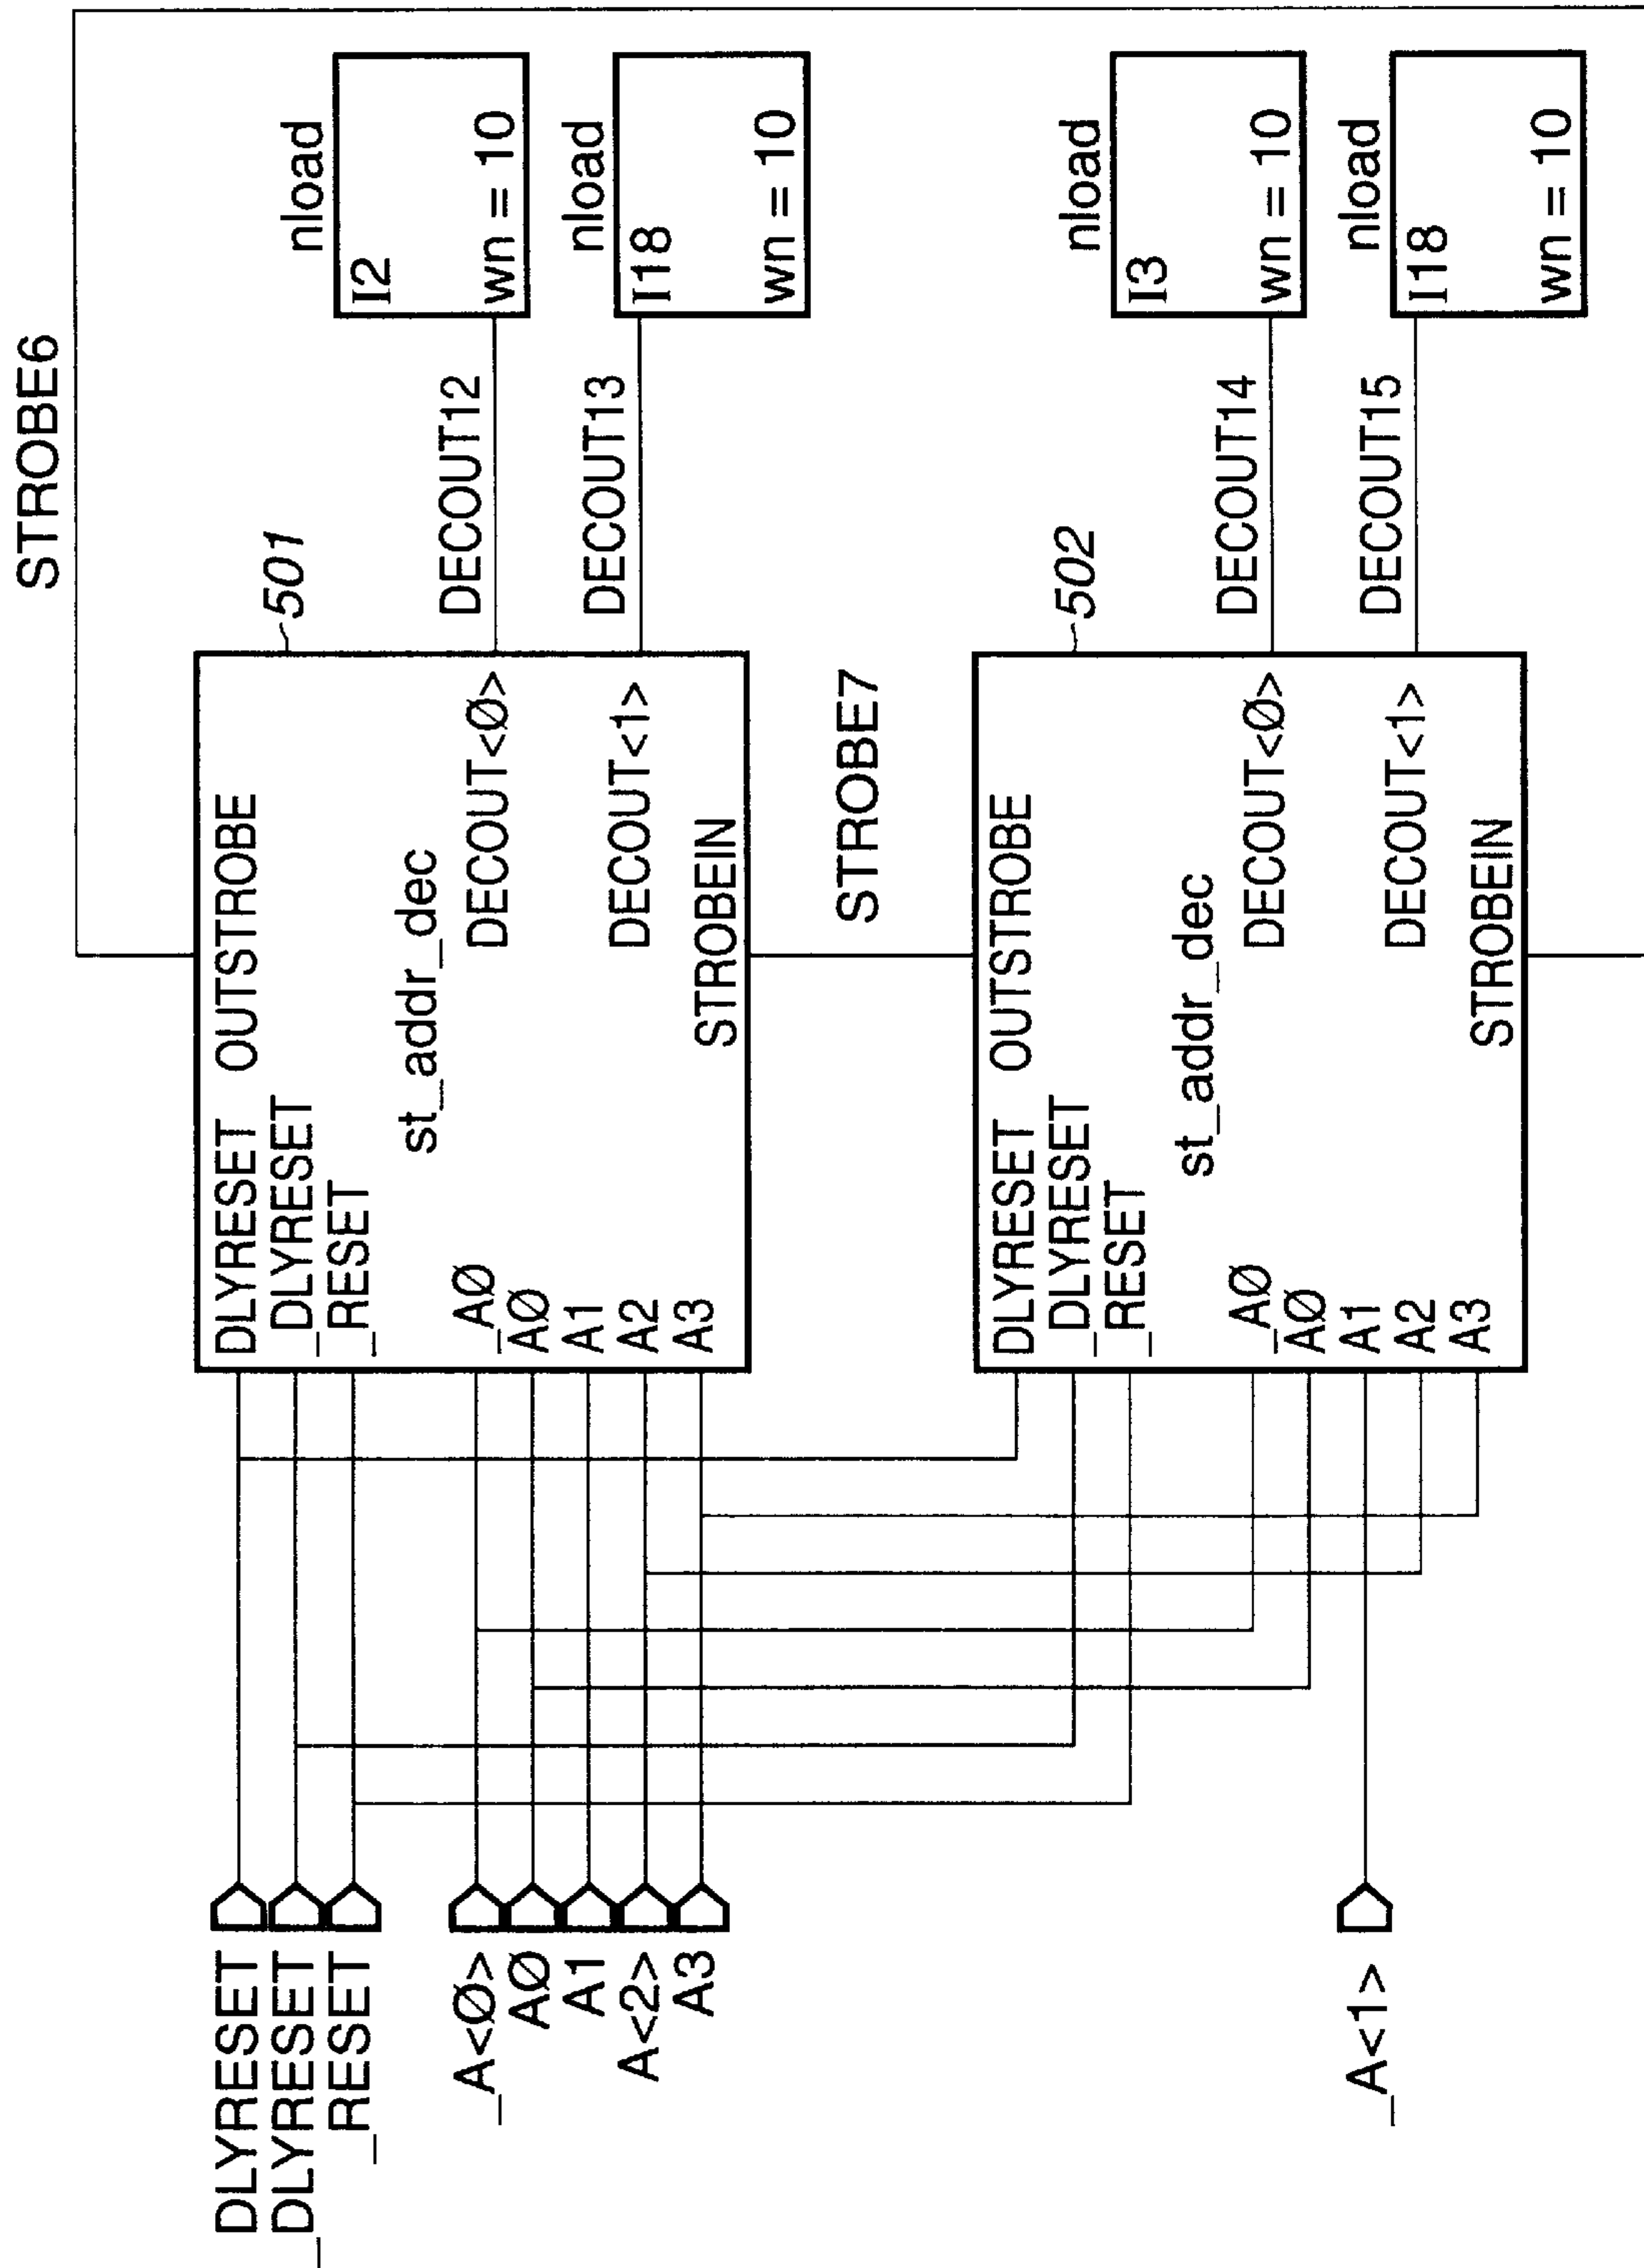 STROBE6
DLYRESET
_DLYRESET
_RESET
_A<Ø>
AØ
A1
A<2>
A3
DLYRESET OUTSTROBE
_DLYRESET
_RESET
st_addr_dec
_AØ
AØ
A1
A2
A3
DECOUT<Ø>
DECOUT<1>
STROBEIN
501
DECOUT12
DECOUT13
nload
I2
wn = 10
nload
I18
wn = 10
STROBE7
_A<1>
DLYRESET OUTSTROBE
_DLYRESET
_RESET
st_addr_dec
_AØ
AØ
A1
A2
A3
DECOUT<Ø>
DECOUT<1>
STROBEIN
502
DECOUT14
DECOUT15
nload
I3
wn = 10
nload
I18
wn = 10